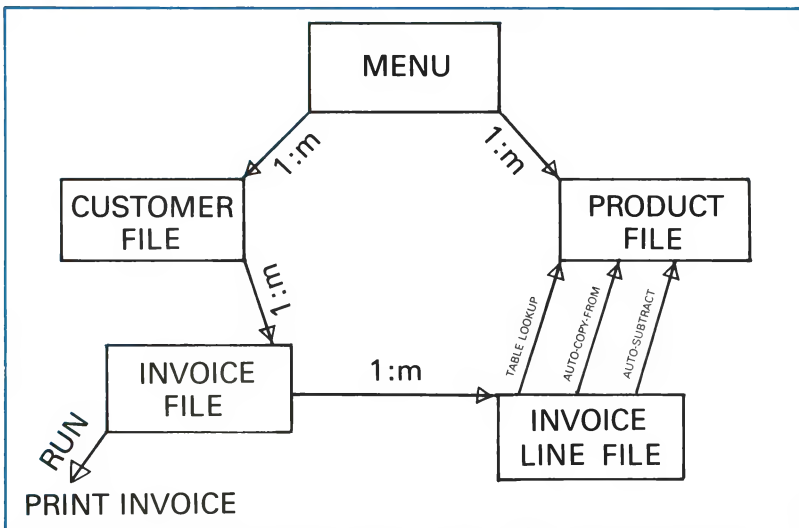 MENU
1:m
1:m
CUSTOMER
FILE
PRODUCT
FILE
1:m
TABLE LOOKUP
AUTO-COPY-FROM
AUTO-SUBTRACT
INVOICE
FILE
1:m
INVOICE
LINE FILE
RUN
PRINT INVOICE